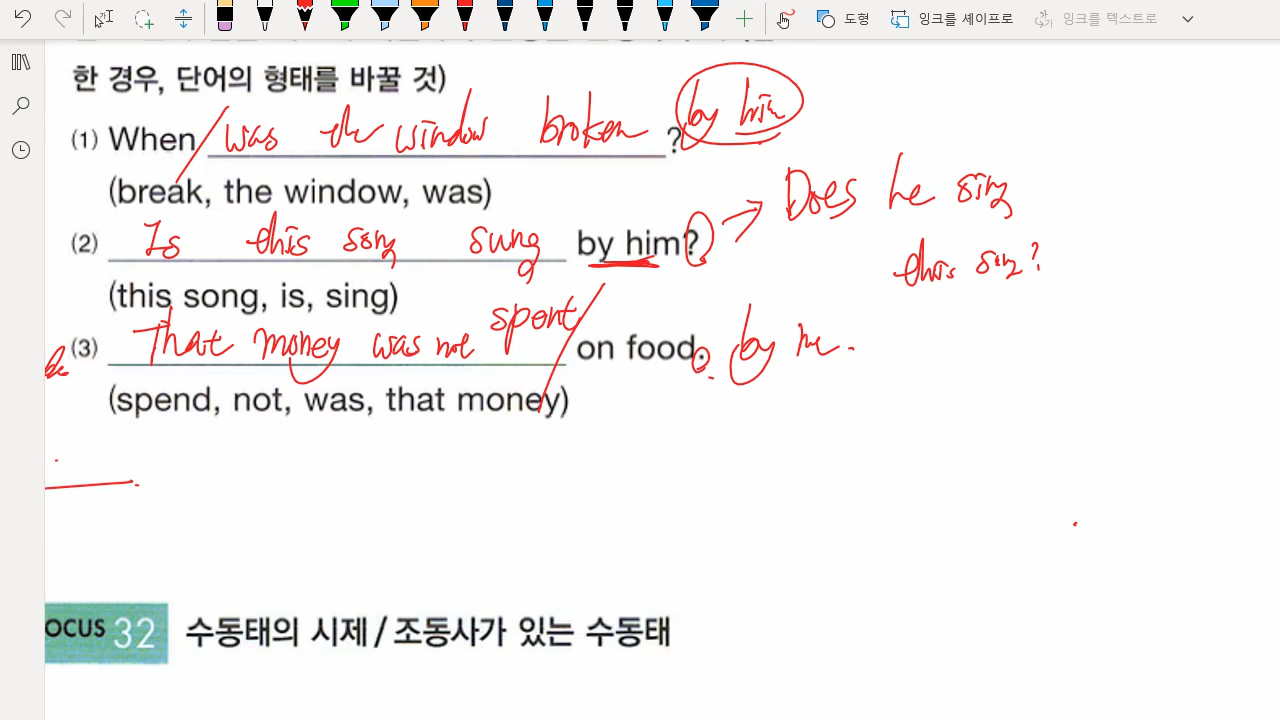 도형 잉크를 셰이프로 잉크를 텍스트로
한 경우, 단어의 형태를 바꿀 것)
(1) When was the window broken ? by him
(break, the window, was)
(2) Is this song sung by him? → Does he sing
this song?
(this song, is, sing)
(3) That money was not spent on food. by me.
(spend, not, was, that money)
OCUS 32 수동태의 시제 / 조동사가 있는 수동태